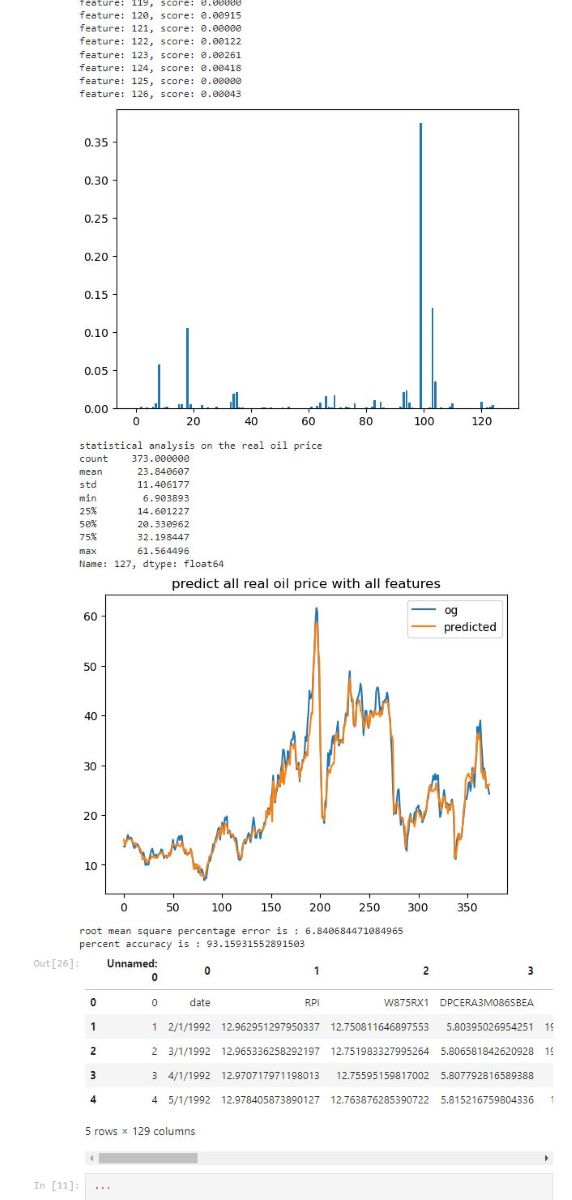 feature: 119, score: 0.00000
feature: 120, score: 0.00915
feature: 121, score: 0.00000
feature: 122, score: 0.00122
feature: 123, score: 0.00261
feature: 124, score: 0.00418
feature: 125, score: 0.00000
feature: 126, score: 0.00043
0.35
0.30
0.25
0.20
0.15
0.10
0.05
0.00
0 20 40 60 80 100 120
statistical analysis on the real oil price
count 373.000000
mean 23.840607
std 11.406177
min 6.903893
25% 14.601227
50% 20.330962
75% 32.198447
max 61.564496
Name: 127, dtype: float64
predict all real oil price with all features
og
predicted
60
50
40
30
20
10
0 50 100 150 200 250 300 350
root mean square percentage error is : 6.840684471084965
percent accuracy is : 93.15931552891503
Out[26]:
Unnamed: 0 0 1 2 3
0 0 date RPI W875RX1 DPCERA3M086SBEA
1 1 2/1/1992 12.962951297950337 12.750811646897553 5.80395026954251
2 2 3/1/1992 12.965336258292197 12.751983327995264 5.806581842620928
3 3 4/1/1992 12.970717971198013 12.75595159817002 5.807792816589388
4 4 5/1/1992 12.978405873890127 12.763876285390722 5.815216759804336
5 rows × 129 columns
In [11]: ...